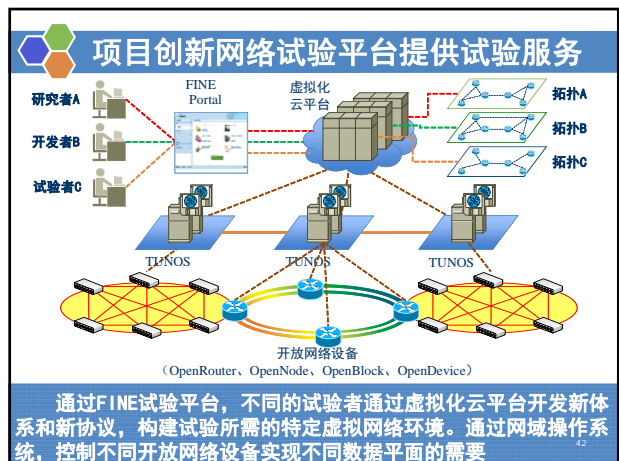 项目创新网络试验平台提供试验服务
研究者A
开发者B
试验者C
FINE
Portal
虚拟化
云平台
拓扑A
拓扑B
拓扑C
TUNOS
TUNOS
TUNOS
开放网络设备
（OpenRouter、OpenNode、OpenBlock、OpenDevice）
通过FINE试验平台，不同的试验者通过虚拟化云平台开发新体
系和新协议，构建试验所需的特定虚拟网络环境。通过网域操作系
统，控制不同开放网络设备实现不同数据平面的需要
42